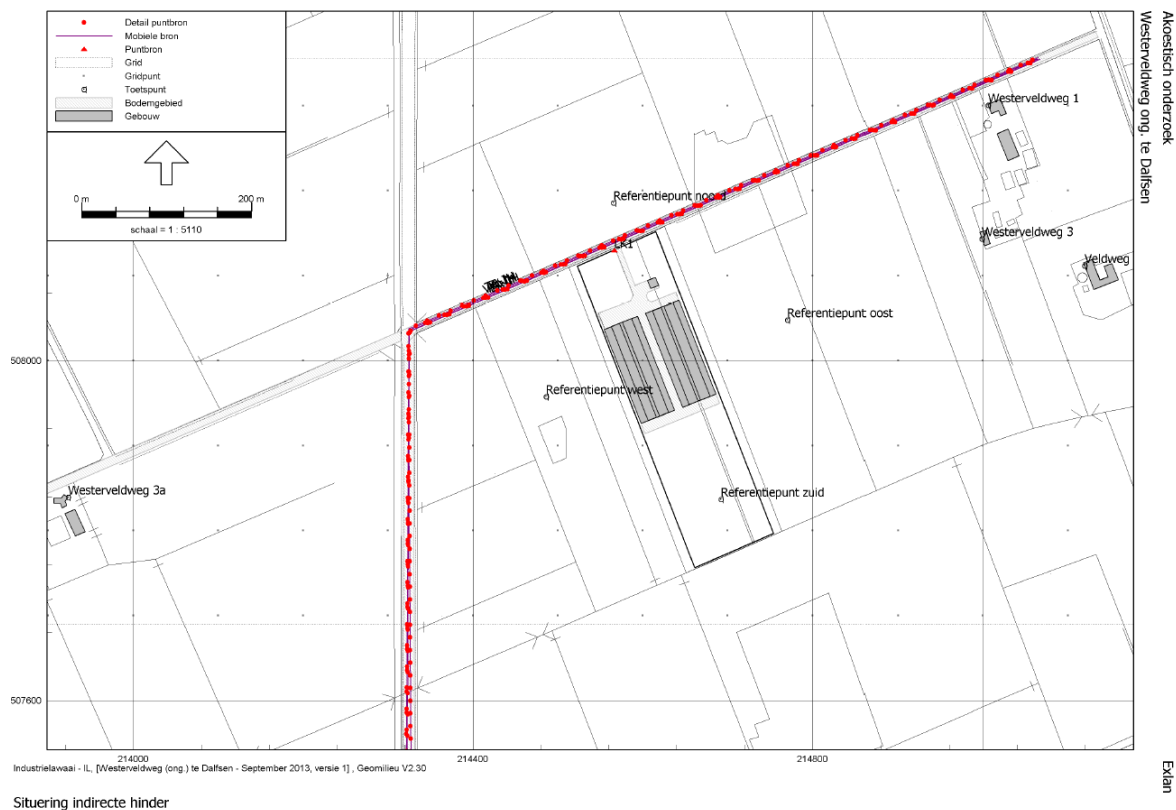 Detail puntbron
Mobiele bron
Puntbron
Grid
Gridpunt
Toetspunt
Bodemgebied
Gebouw
0 m
200 m
schaal = 1 : 5110
Akoestisch onderzoek
Westerveldweg ong. te Dalfsen
Westerveldweg 1
Referentiepunt noord
Westerveldweg 3
Veldweg
Referentiepunt oost
508000
Referentiepunt west
Westerveldweg 3a
Referentiepunt zuid
507600
214000
214400
214800
Industrielawaai - IL, [Westerveldweg (ong.) te Dalfsen - September 2013, versie 1] , Geomilieu V2.30
Exlan
Situering indirecte hinder